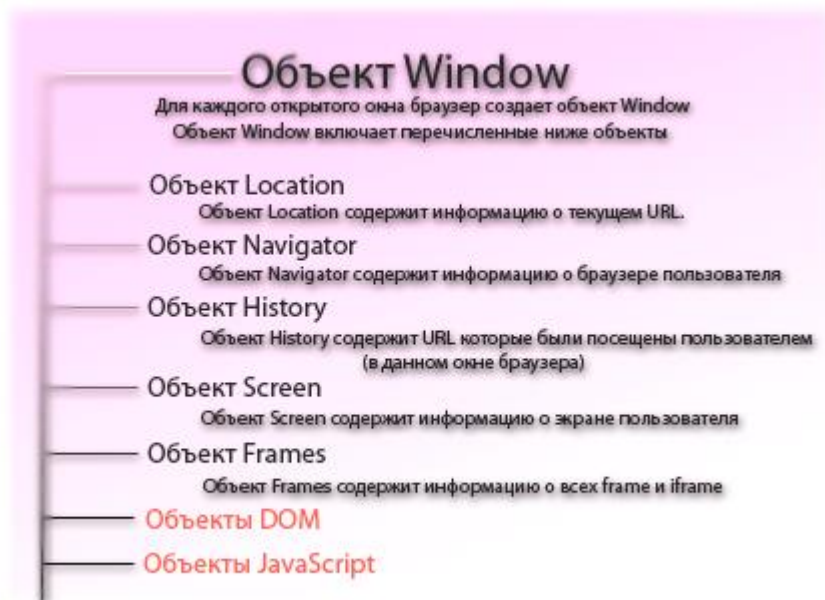 Объект Window
Для каждого открытого окна браузер создает объект Window
Объект Window включает перечисленные ниже объекты
Объект Location
Объект Location содержит информацию о текущем URL.
Объект Navigator
Объект Navigator содержит информацию о браузере пользователя
Объект History
Объект History содержит URL которые были посещены пользователем
(в данном окне браузера)
Объект Screen
Объект Screen содержит информацию о экране пользователя
Объект Frames
Объект Frames содержит информацию о всех frame и iframe
Объекты DOM
Объекты JavaScript